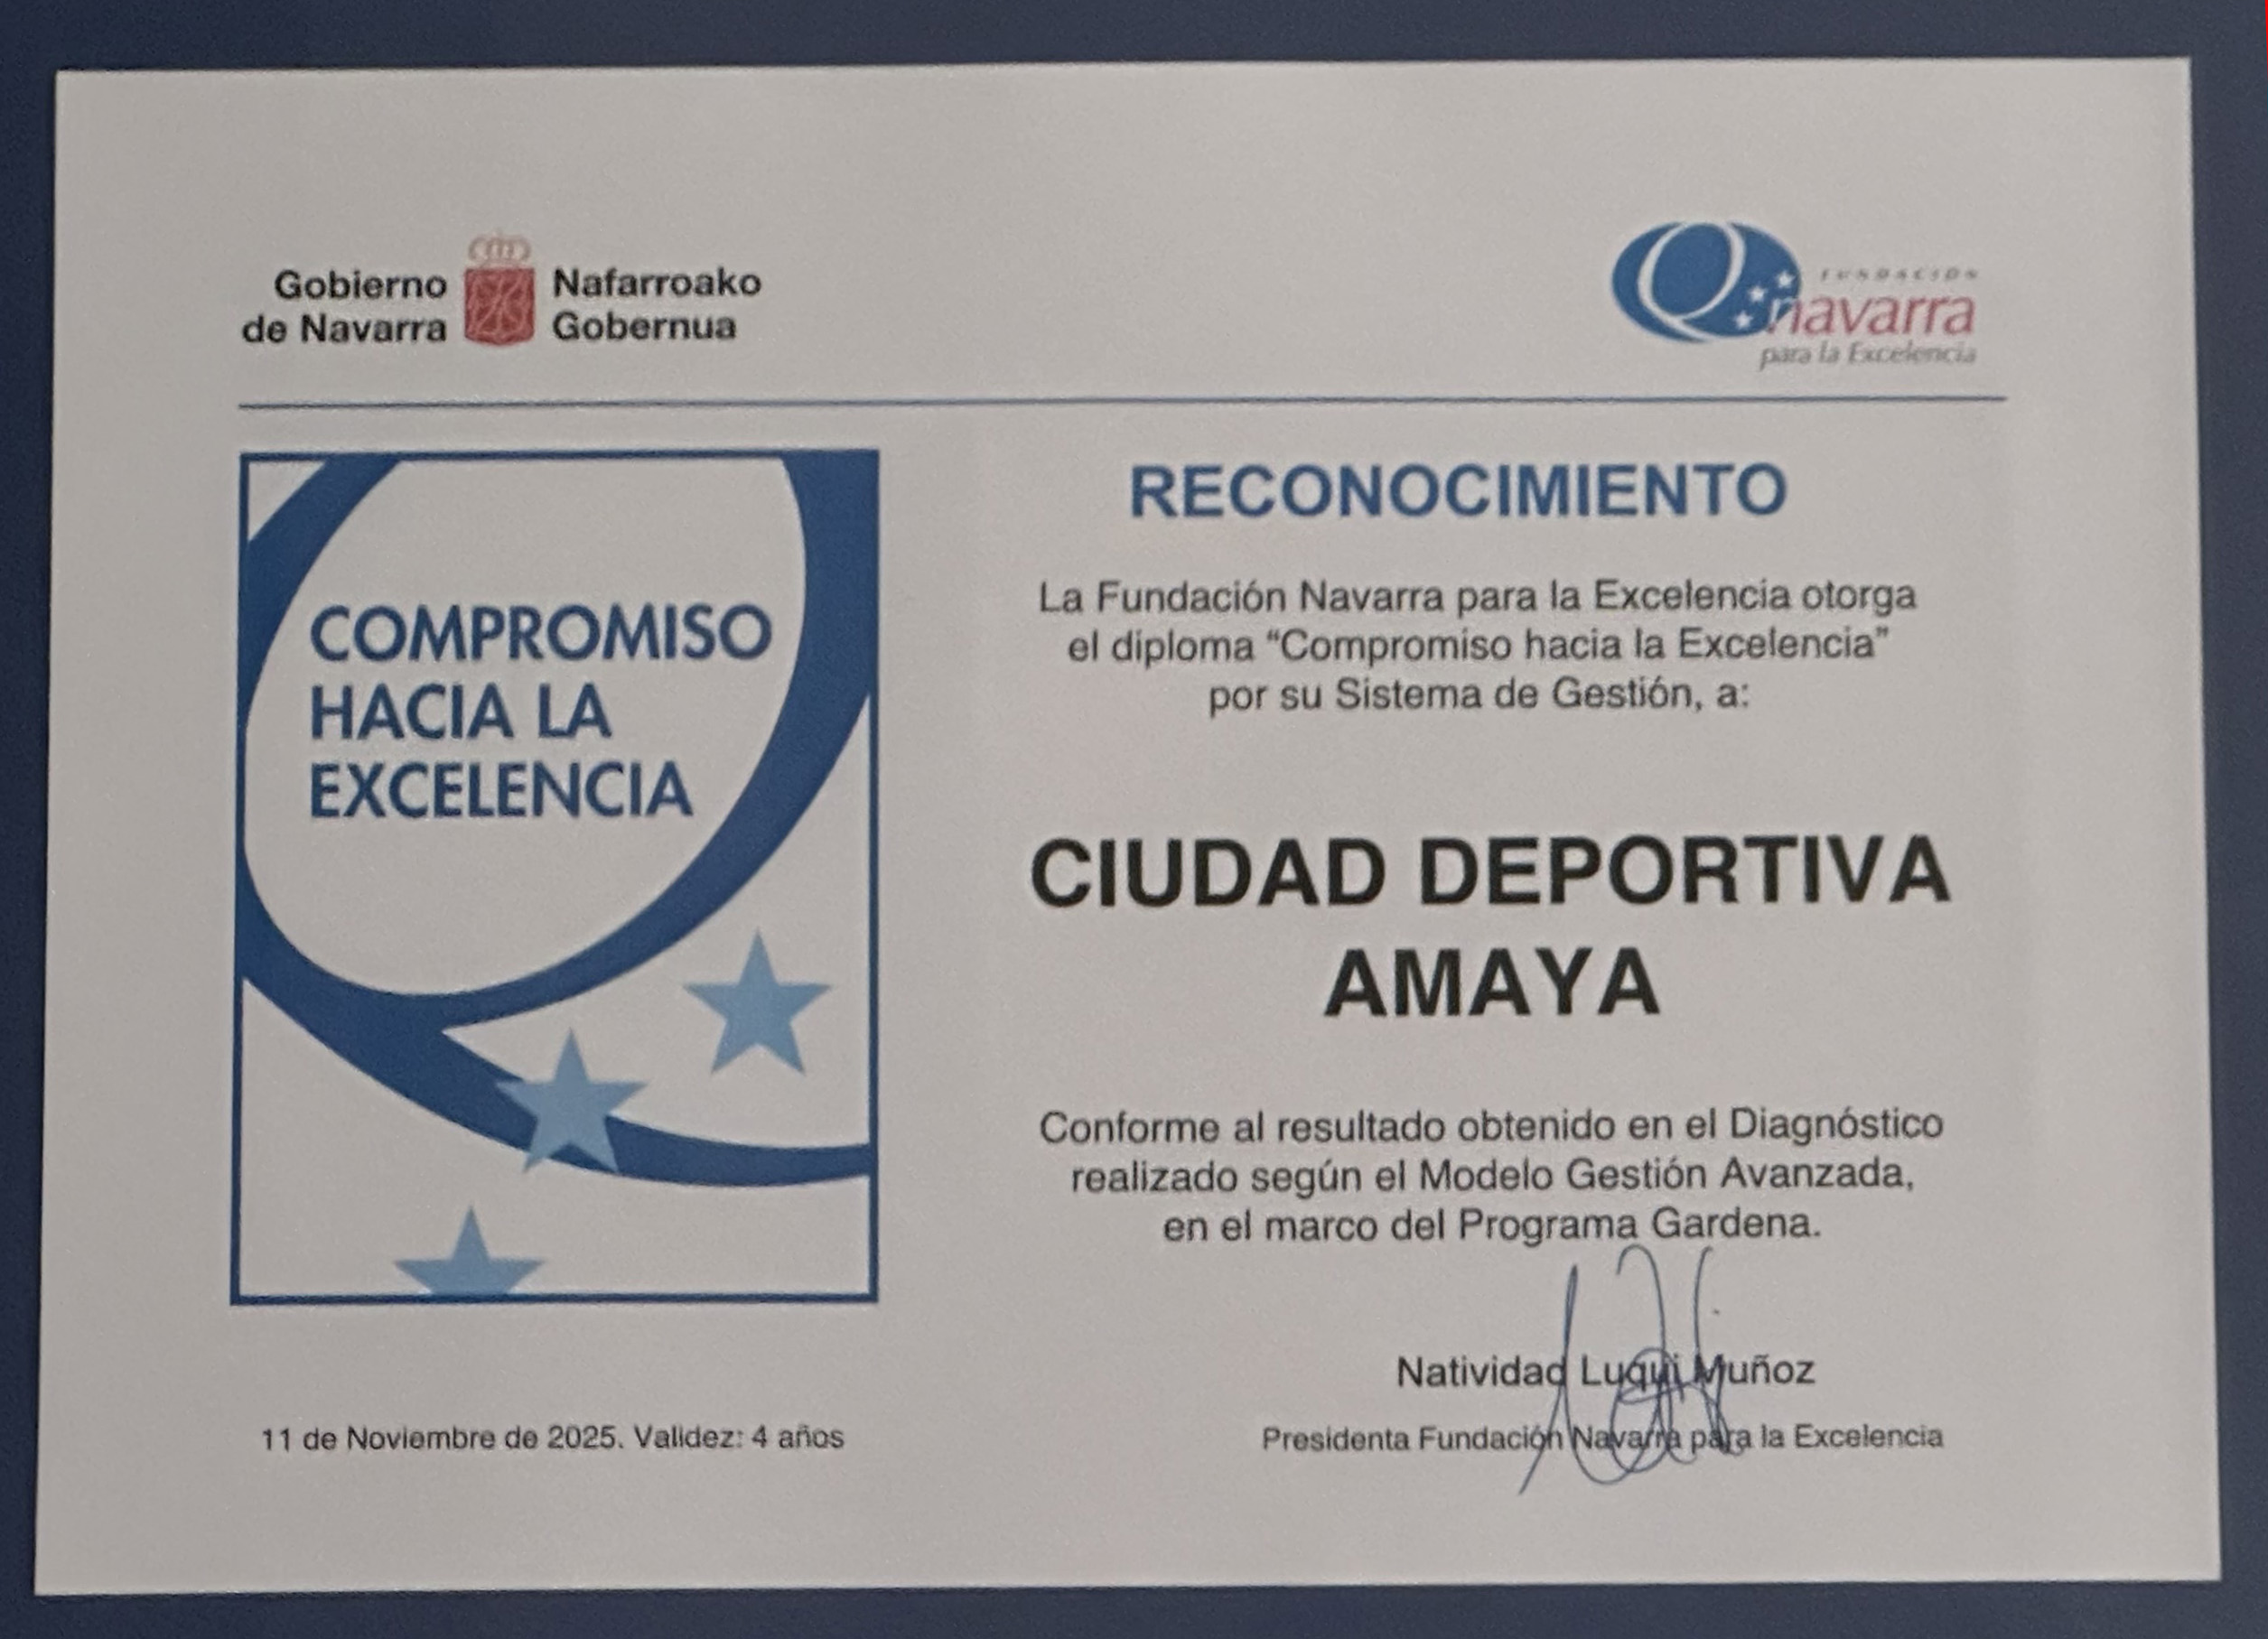 Gobierno
de Navarra
Nafarroako
Gobernua
FUNDACIÓN
navarra
para la Excelencia
COMPROMISO
HACIA LA
EXCELENCIA
RECONOCIMIENTO
La Fundación Navarra para la Excelencia otorga
el diploma “Compromiso hacia la Excelencia”
por su Sistema de Gestión, a:
CIUDAD DEPORTIVA
AMAYA
Conforme al resultado obtenido en el Diagnóstico
realizado según el Modelo Gestión Avanzada,
en el marco del Programa Gardena.
Natividad Luqui Muñoz
Presidenta Fundación Navarra para la Excelencia
11 de Noviembre de 2025. Validez: 4 años